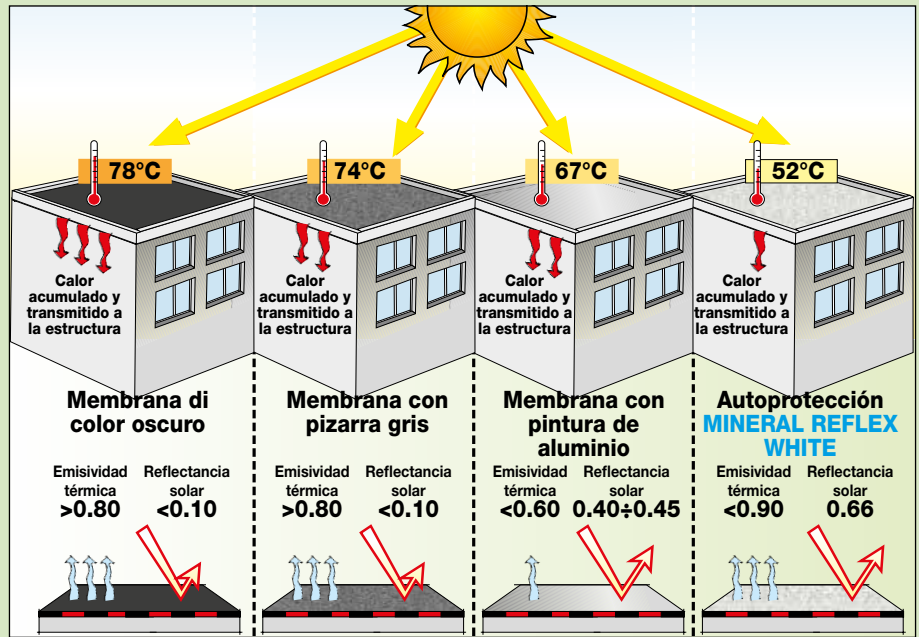 78°C
74°C
67°C
52°C
Calor
acumulado y
transmitido a
la estructura
Calor
acumulado y
transmitido a
la estructura
Calor
acumulado y
transmitido a
la estructura
Calor
acumulado y
transmitido a
la estructura
Membrana di
color oscuro
Emisividad
térmica
>0.80
Reflectancia
solar
<0.10
Membrana con
pizarra gris
Emisividad
térmica
>0.80
Reflectancia
solar
<0.10
Membrana con
pintura de
aluminio
Emisividad
térmica
<0.60
Reflectancia
solar
0.40÷0.45
Autoprotección
MINERAL REFLEX
WHITE
Emisividad
térmica
<0.90
Reflectancia
solar
0.66